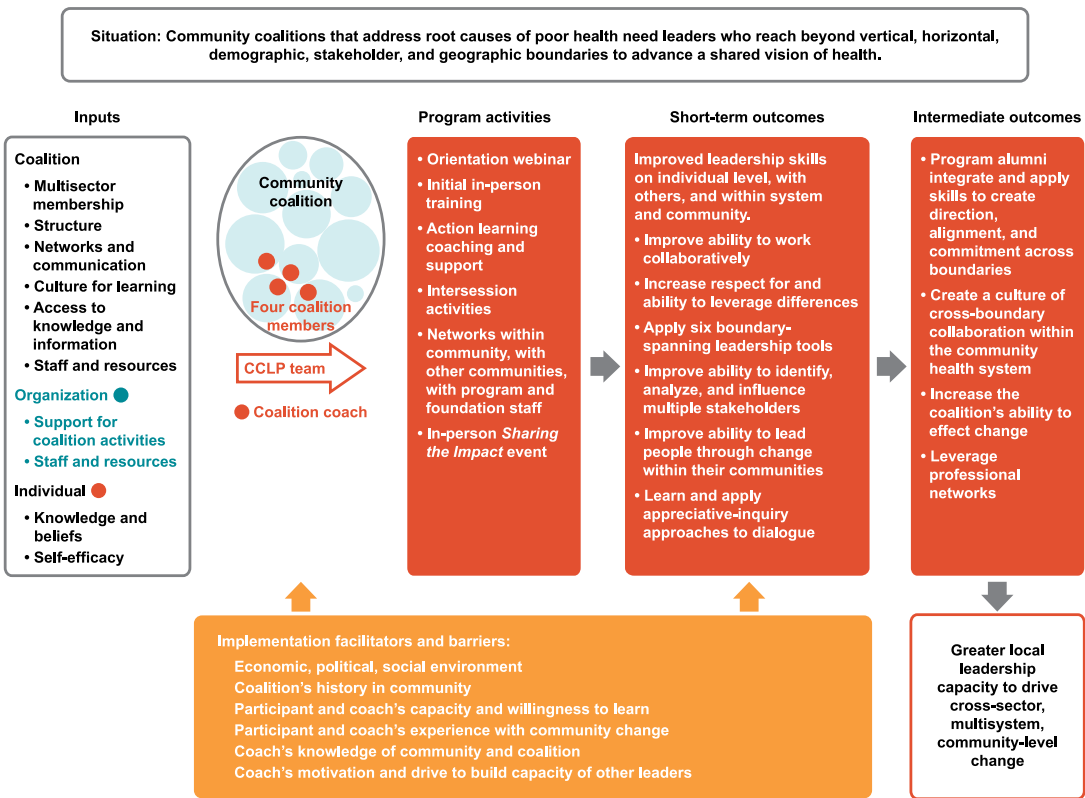 Situation: Community coalitions that address root causes of poor health need leaders who reach beyond vertical, horizontal,
demographic, stakeholder, and geographic boundaries to advance a shared vision of health.
Inputs
Coalition
• Multisector
membership
• Structure
• Networks and
communication
• Culture for learning
• Access to
knowledge and
information
• Staff and resources
Organization
• Support for
coalition activities
• Staff and resources
Individual
• Knowledge and
beliefs
• Self-efficacy
Community
coalition
Four coalition
members
CCLP team
Coalition coach
Program activities
• Orientation webinar
• Initial in-person
training
• Action learning
coaching and
support
• Intersession
activities
• Networks within
community, with
other communities,
with program and
foundation staff
• In-person Sharing
the Impact event
Short-term outcomes
Improved leadership skills
on individual level, with
others, and within system
and community.
• Improve ability to work
collaboratively
• Increase respect for and
ability to leverage differences
• Apply six boundary-
spanning leadership tools
• Improve ability to identify,
analyze, and influence
multiple stakeholders
• Improve ability to lead
people through change
within their communities
• Learn and apply
appreciative-inquiry
approaches to dialogue
Intermediate outcomes
• Program alumni
integrate and apply
skills to create
direction,
alignment, and
commitment across
boundaries
• Create a culture of
cross-boundary
collaboration within
the community
health system
• Increase the
coalition's ability to
effect change
• Leverage
professional
networks
Implementation facilitators and barriers:
Economic, political, social environment
Coalition's history in community
Participant and coach's capacity and willingness to learn
Participant and coach's experience with community change
Coach's knowledge of community and coalition
Coach's motivation and drive to build capacity of other leaders
Greater local
leadership
capacity to drive
cross-sector,
multisystem,
community-level
change